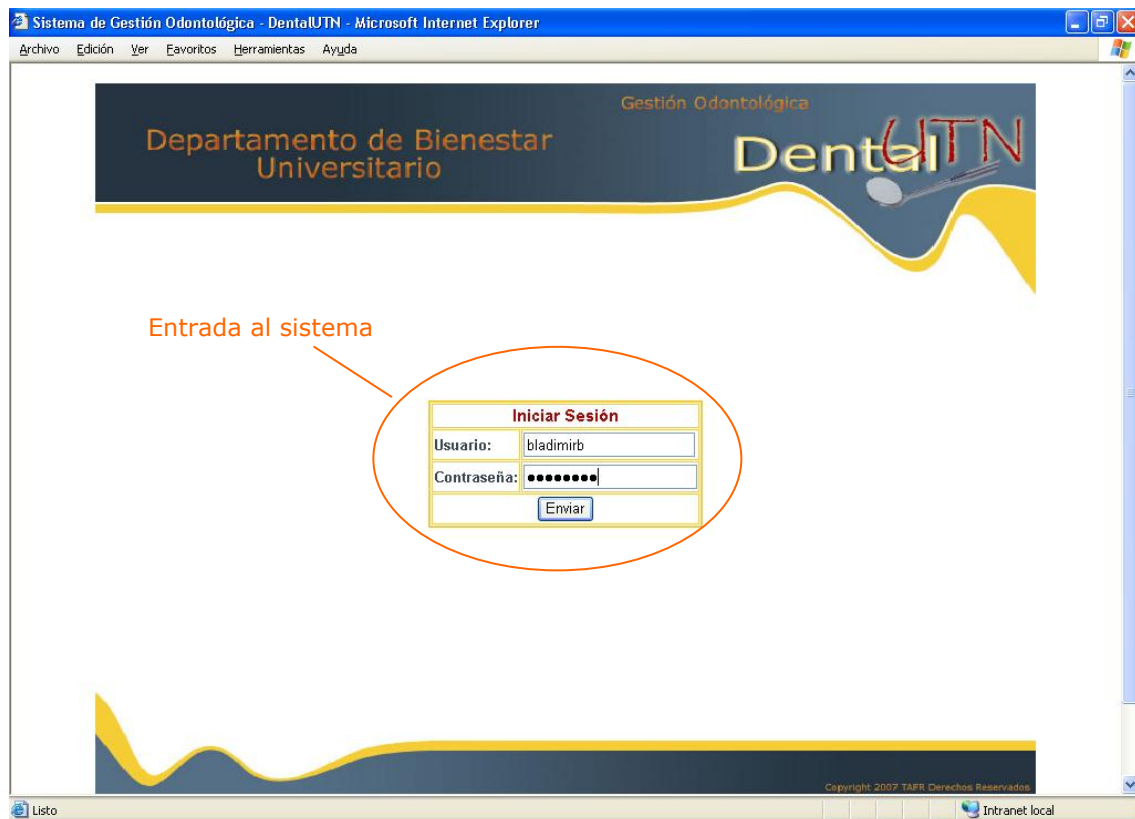 Sistema de Gestión Odontológica - DentalUTN - Microsoft Internet Explorer
Archivo Edición Ver Favoritos Herramientas Ayuda
Gestión Odontológica
Departamento de Bienestar
Universitario
DentalUTN
Entrada al sistema
Iniciar Sesión
Usuario: bladimirb
Contraseña: ●●●●●●●●
Enviar
Copyright 2007 TAFR Derechos Reservados
Listo
Intranet local